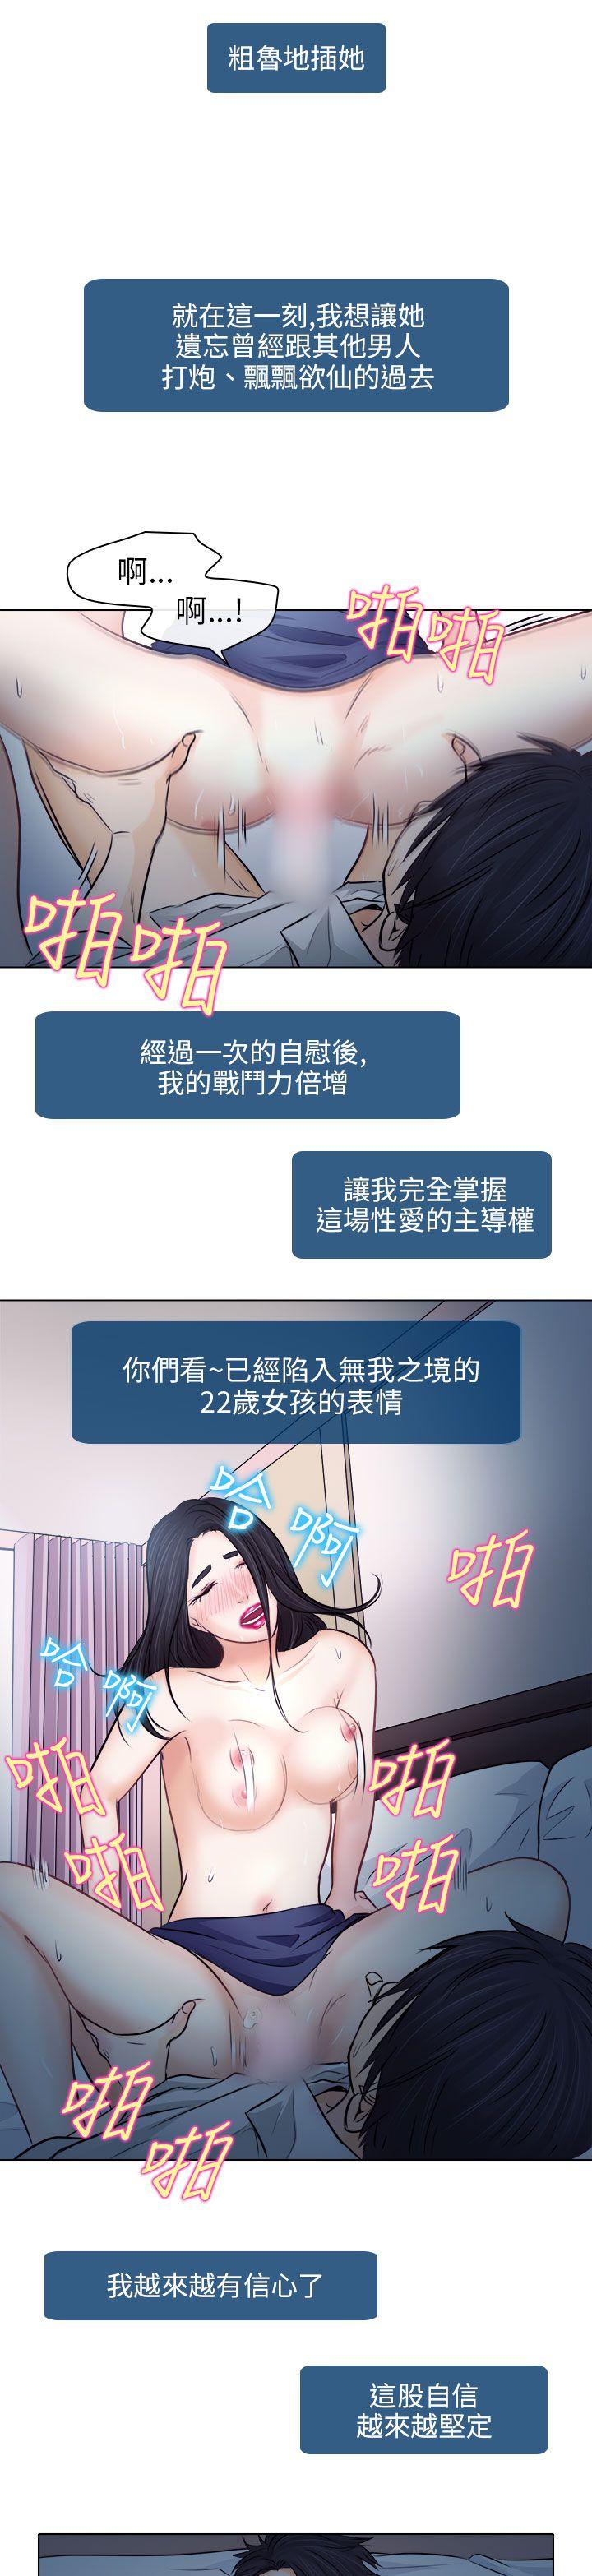 粗魯地插她
就在這一刻,我想讓她
遺忘曾經跟其他男人
打炮、飄飄欲仙的過去
啊...
啊...!
啪啪
啪啪
經過一次的自慰後,
我的戰鬥力倍增
讓我完全掌握
這場性愛的主導權
你們看~已經陷入無我之境的
22歲女孩的表情
哈 啊
啪
哈 啊
啪
啪
啪
啪
啪
啪
我越來越有信心了
這股自信
越來越堅定